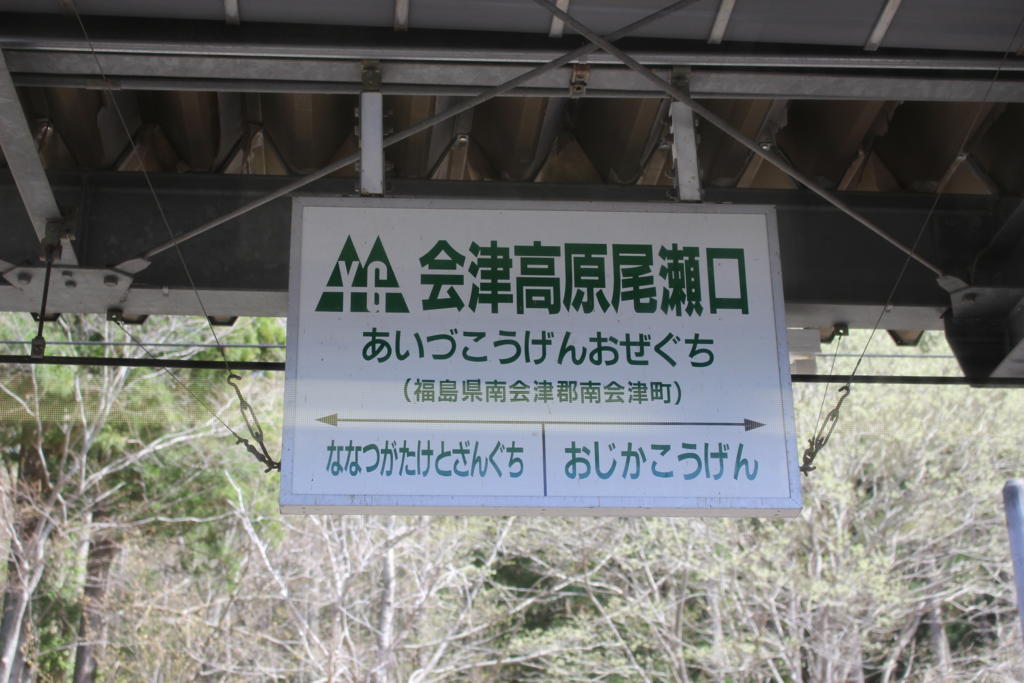 YG 会津高原尾瀬口
あいづこうげんおぜぐち
(福島県南会津郡南会津町)
ななつがたけとざんぐち おじかこうげん